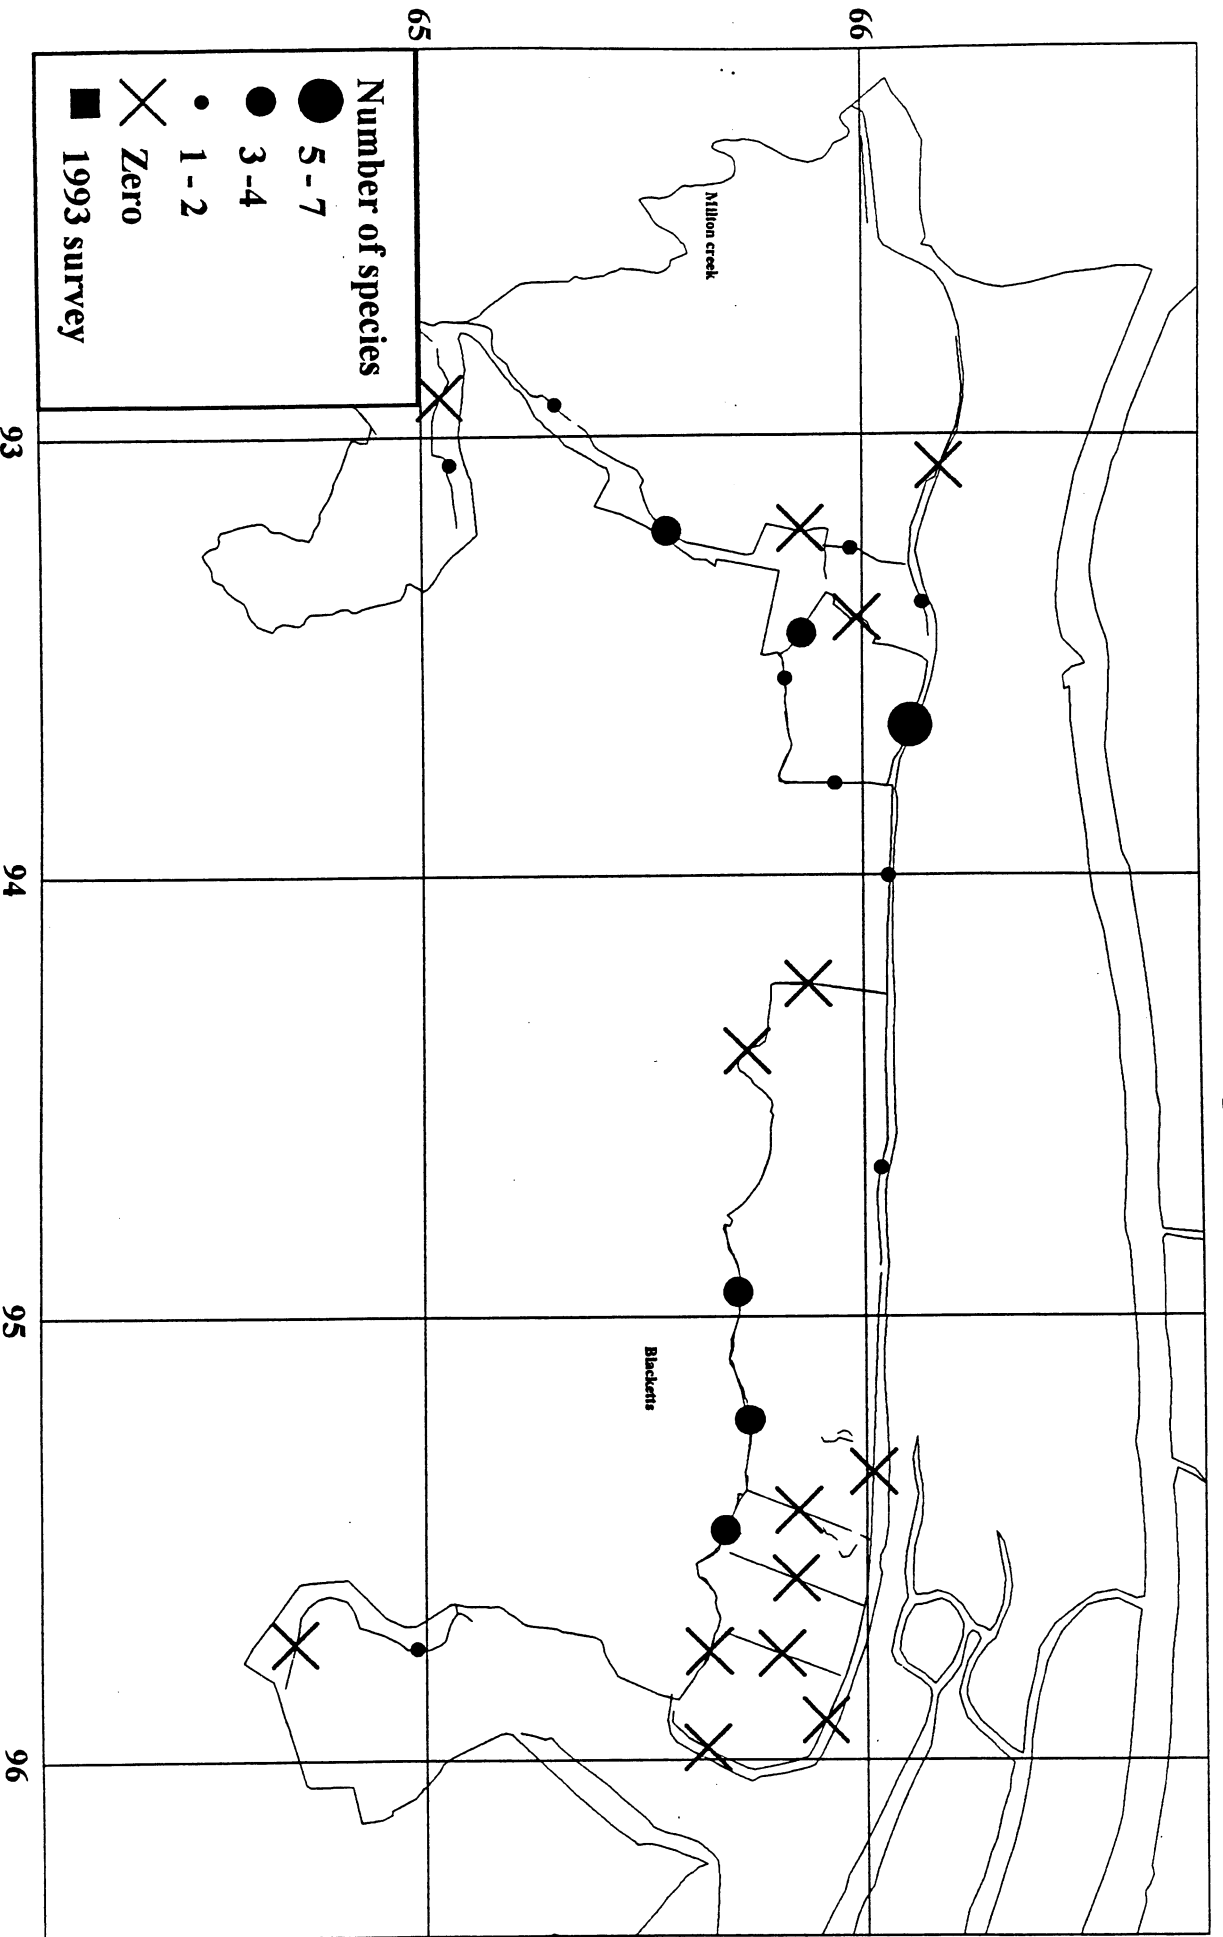 66
65
Milton creek
Blacketts
Number of species
5 - 7
3 - 4
1 - 2
Zero
1993 survey
93
94
95
96